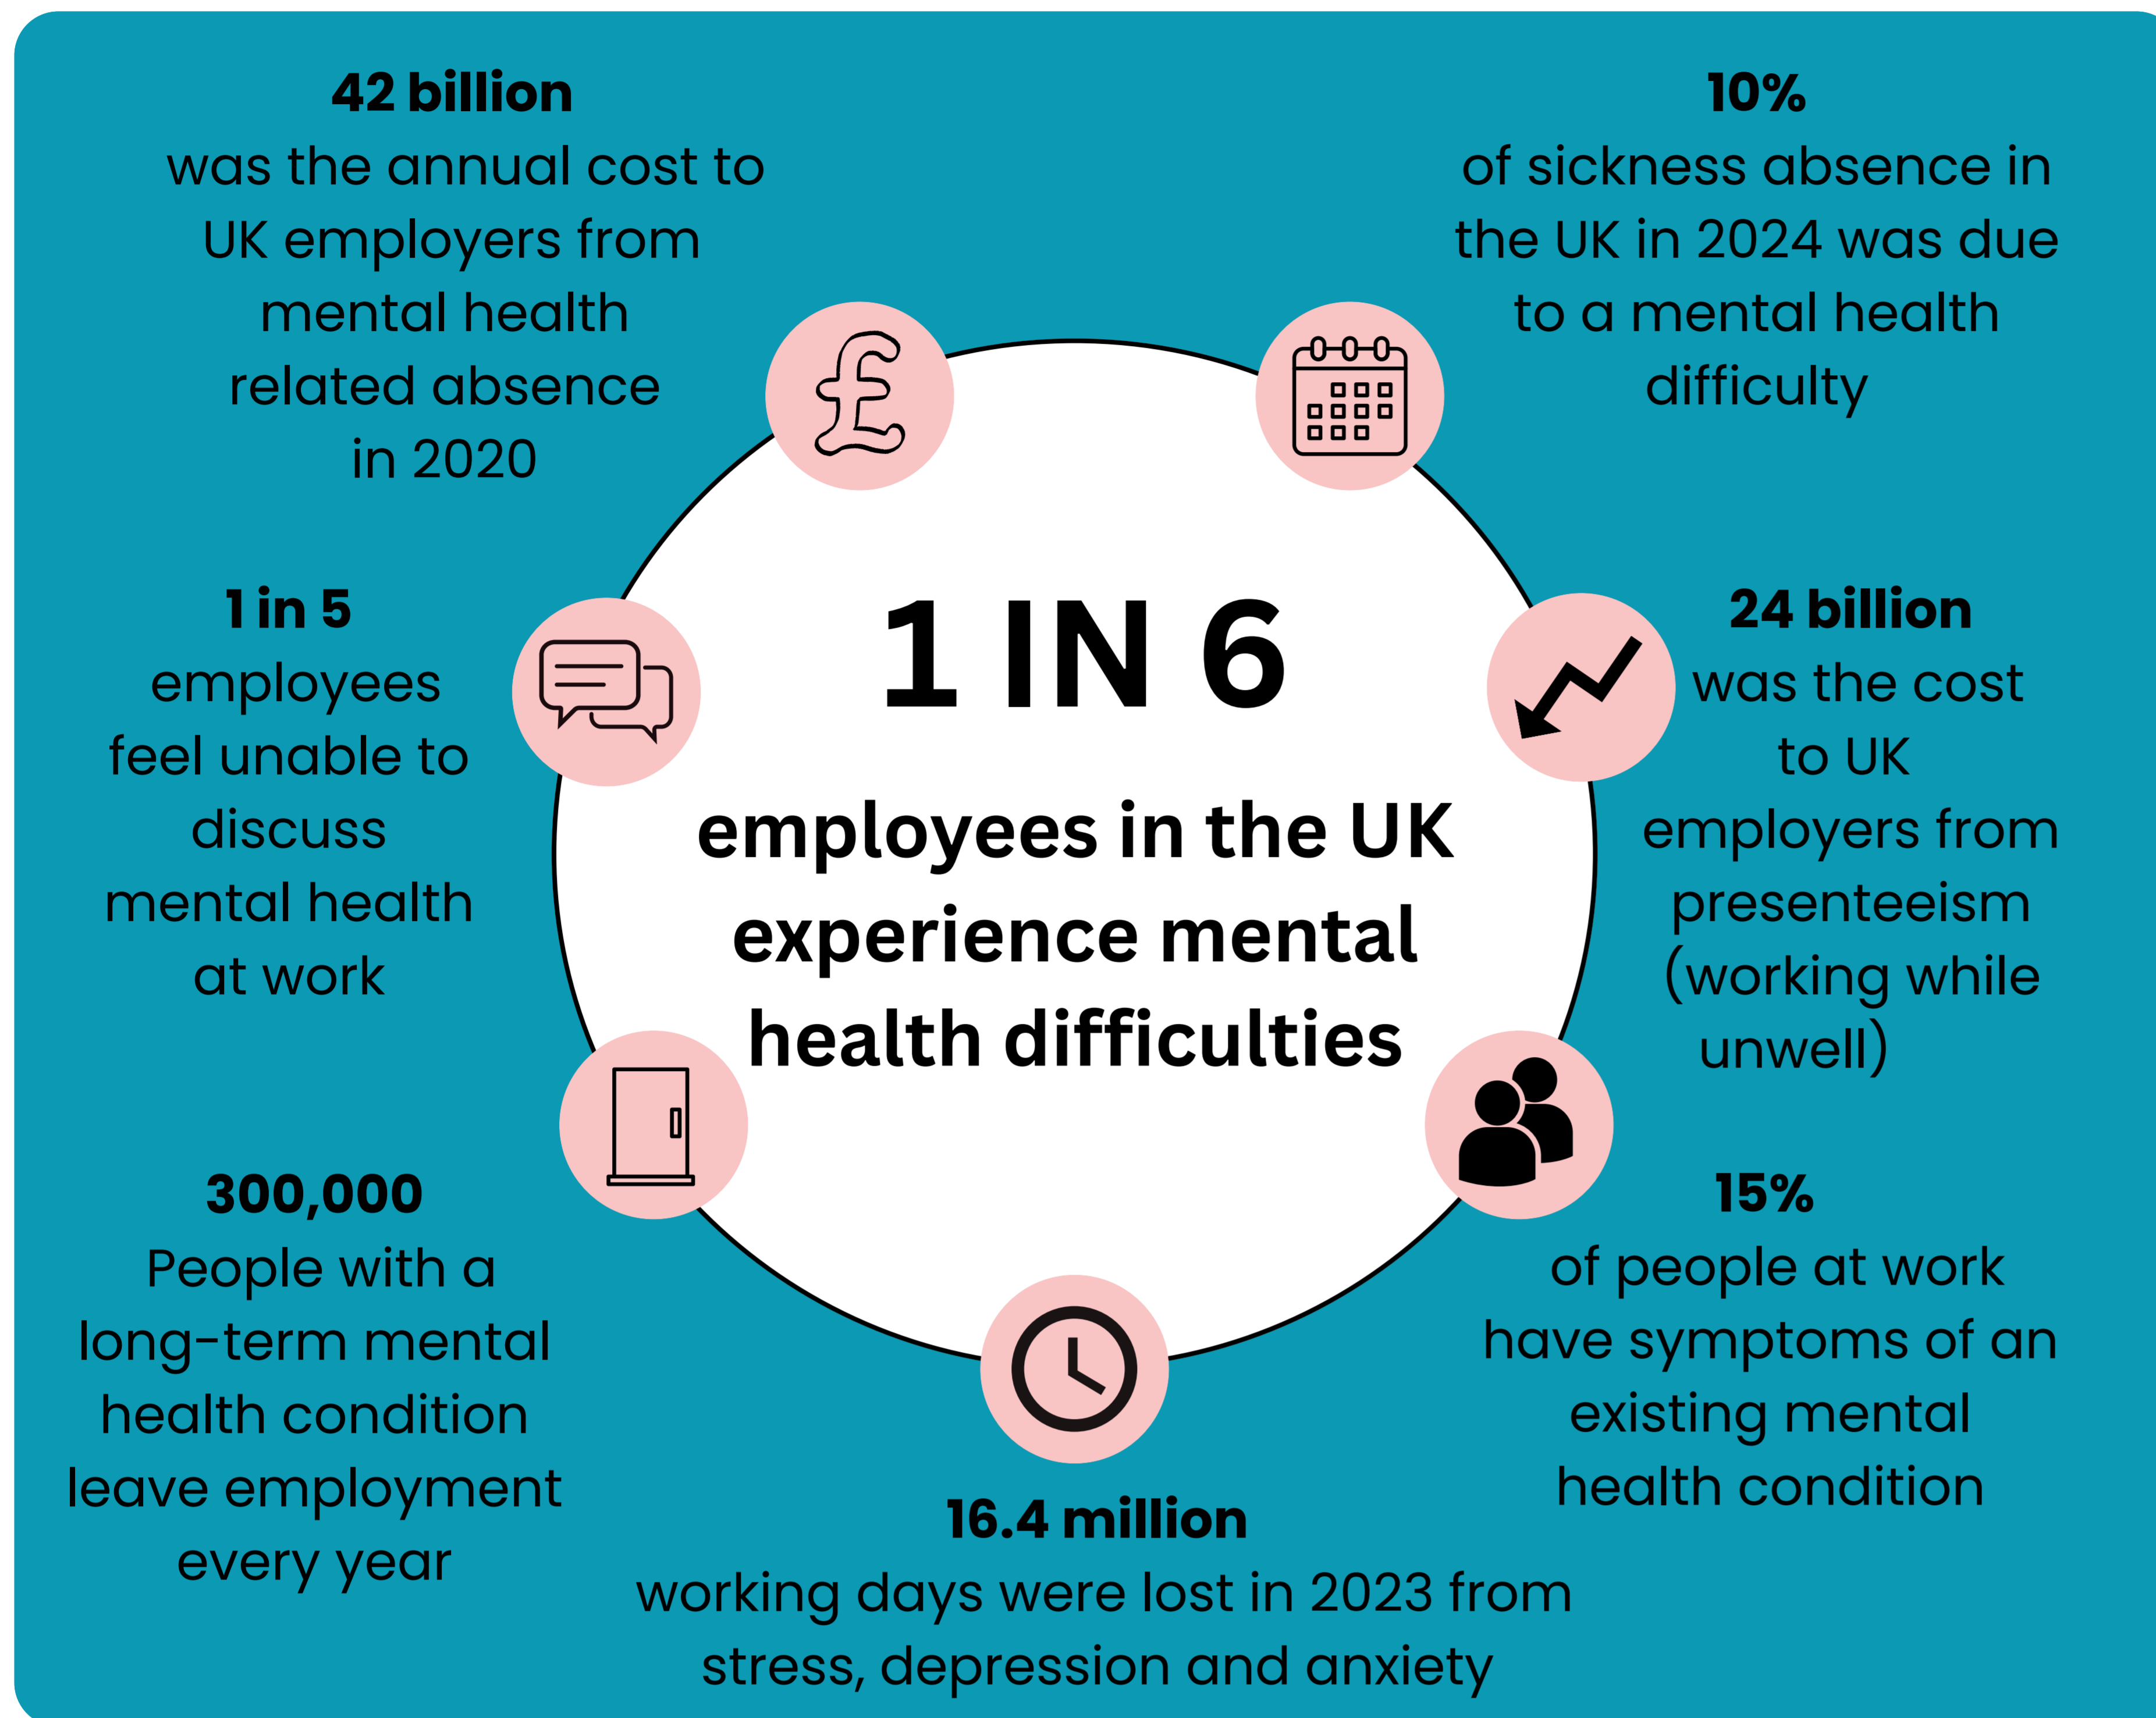 42 billion
was the annual cost to
UK employers from
mental health
related absence
in 2020
10%
of sickness absence in
the UK in 2024 was due
to a mental health
difficulty
1 in 5
employees
feel unable to
discuss
mental health
at work
1 IN 6
employees in the UK
experience mental
health difficulties
24 billion
was the cost
to UK
employers from
presenteeism
(working while
unwell)
300,000
People with a
long-term mental
health condition
leave employment
every year
15%
of people at work
have symptoms of an
existing mental
health condition
16.4 million
working days were lost in 2023 from
stress, depression and anxiety